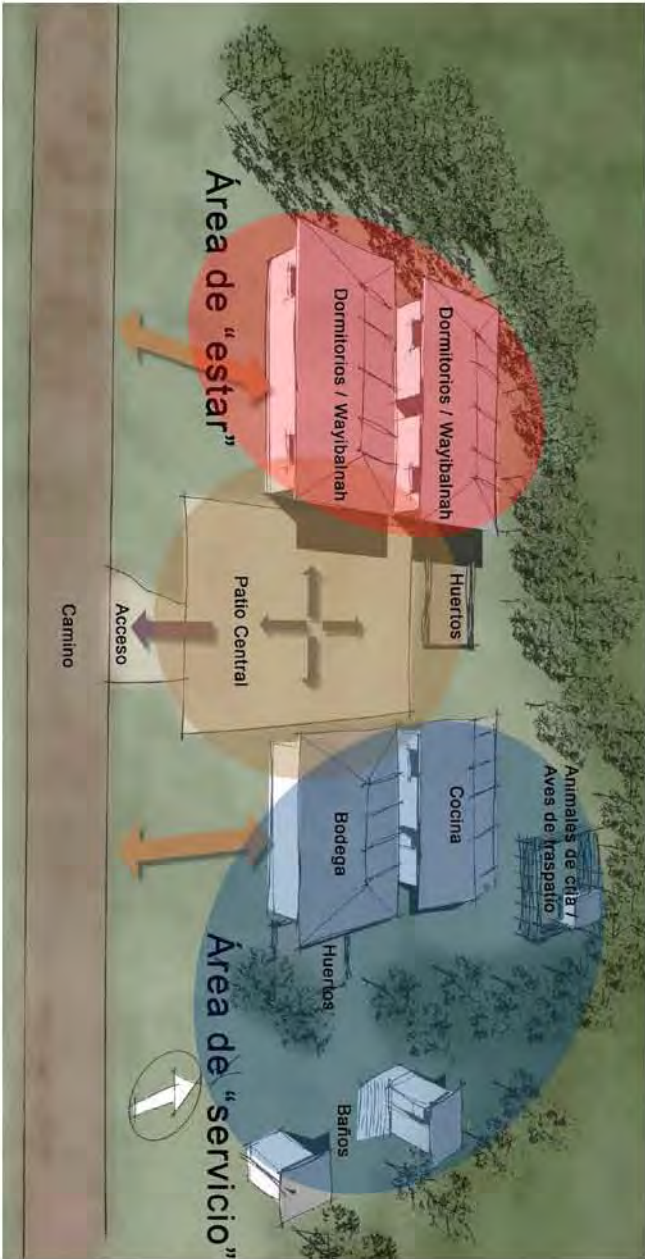 Área de "estar"
Dormitorios / Wayibalnah
Dormitorios / Wayibalnah
Huertos
Patio Central
Acceso
Camino
Animales de cría /
Aves de traspatio
Cocina
Bodega
Huertos
Baños
Área de "servicio"